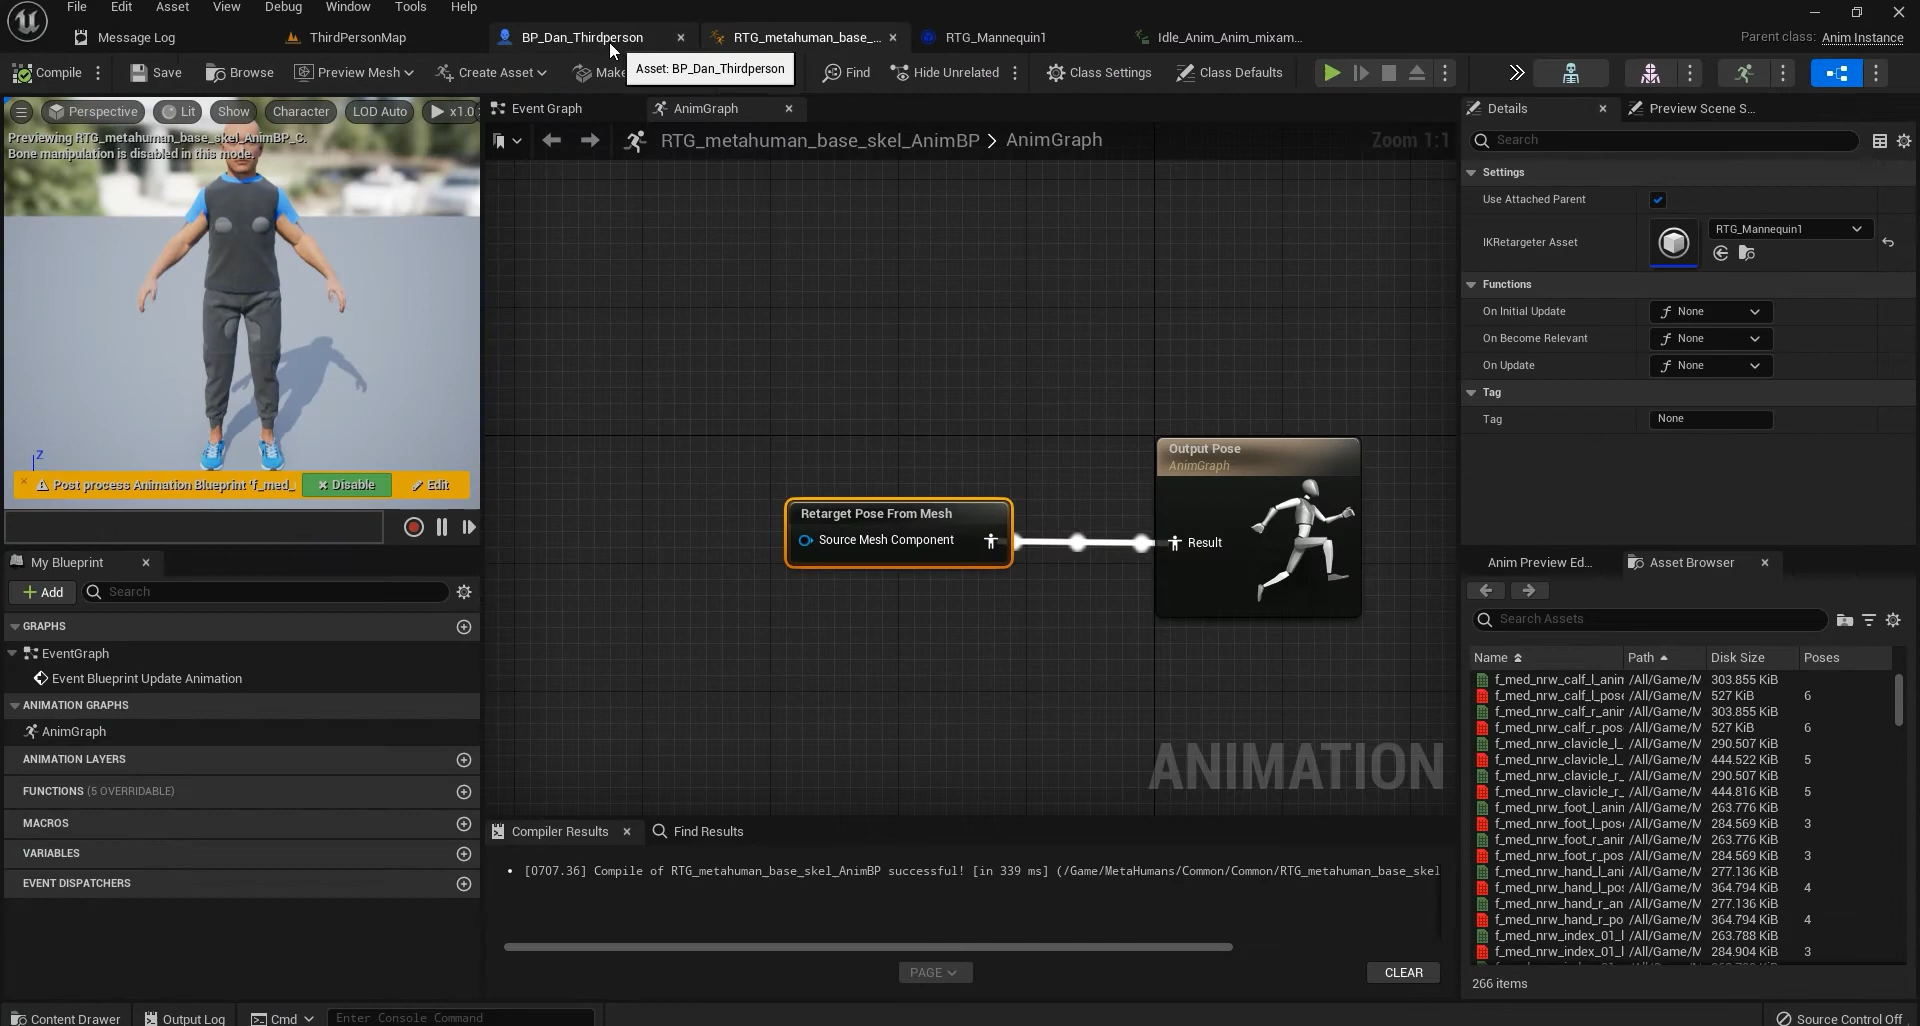 File Edit Asset View Debug Window Tools Help
Message Log ThirdPersonMap BP_Dan_Thirdperson RTG_metahuman_base_... RTG_Mannequin1 Idle_Anim_Anim_mixam... Parent class: Anim Instance
Compile Save Browse Preview Mesh Create Asset Make Find Hide Unrelated Class Settings Class Defaults
Asset: BP_Dan_Thirdperson
Perspective Lit Show Character LOD Auto x1.0
Previewing RTG_metahuman_base_skel_AnimBP_C.
Bone manipulation is disabled in this mode.
Z
Post process Animation Blueprint 'f_med_ Disable Edit
Event Graph AnimGraph
RTG_metahuman_base_skel_AnimBP > AnimGraph Zoom 1:1
Retarget Pose From Mesh
Source Mesh Component
Output Pose
AnimGraph
Result
ANIMATION
My Blueprint
Add Search
GRAPHS
EventGraph
Event Blueprint Update Animation
ANIMATION GRAPHS
AnimGraph
ANIMATION LAYERS
FUNCTIONS (5 OVERRIDABLE)
MACROS
VARIABLES
EVENT DISPATCHERS
Compiler Results Find Results
[0707.36] Compile of RTG_metahuman_base_skel_AnimBP successful! [in 339 ms] (/Game/MetaHumans/Common/Common/RTG_metahuman_base_skel
PAGE CLEAR
Details Preview Scene S...
Search
Settings
Use Attached Parent
IKRetargeter Asset RTG_Mannequin1
Functions
On Initial Update None
On Become Relevant None
On Update None
Tag
Tag None
Anim Preview Ed... Asset Browser
Search Assets
Name Path Disk Size Poses
f_med_nrw_calf_l_anim /All/Game/M 303.855 KiB
f_med_nrw_calf_l_pose /All/Game/M 527 KiB 6
f_med_nrw_calf_r_anir /All/Game/M 303.855 KiB
f_med_nrw_calf_r_pos /All/Game/M 527 KiB 6
f_med_nrw_clavicle_l_ /All/Game/M 290.507 KiB
f_med_nrw_clavicle_l_ /All/Game/M 444.522 KiB 5
f_med_nrw_clavicle_r_ /All/Game/M 290.507 KiB
f_med_nrw_clavicle_r_ /All/Game/M 444.816 KiB 5
f_med_nrw_foot_l_anin /All/Game/M 263.776 KiB
f_med_nrw_foot_l_pos /All/Game/M 284.569 KiB 3
f_med_nrw_foot_r_anir /All/Game/M 263.776 KiB
f_med_nrw_foot_r_pos /All/Game/M 284.569 KiB 3
f_med_nrw_hand_l_ani /All/Game/M 277.136 KiB
f_med_nrw_hand_l_pos /All/Game/M 364.794 KiB 4
f_med_nrw_hand_r_an /All/Game/M 277.136 KiB
f_med_nrw_hand_r_po /All/Game/M 364.794 KiB 4
f_med_nrw_index_01_l /All/Game/M 263.788 KiB
f_med_nrw_index_01_l /All/Game/M 284.904 KiB 3
266 items
Content Drawer Output Log Cmd Enter Console Command Source Control Off